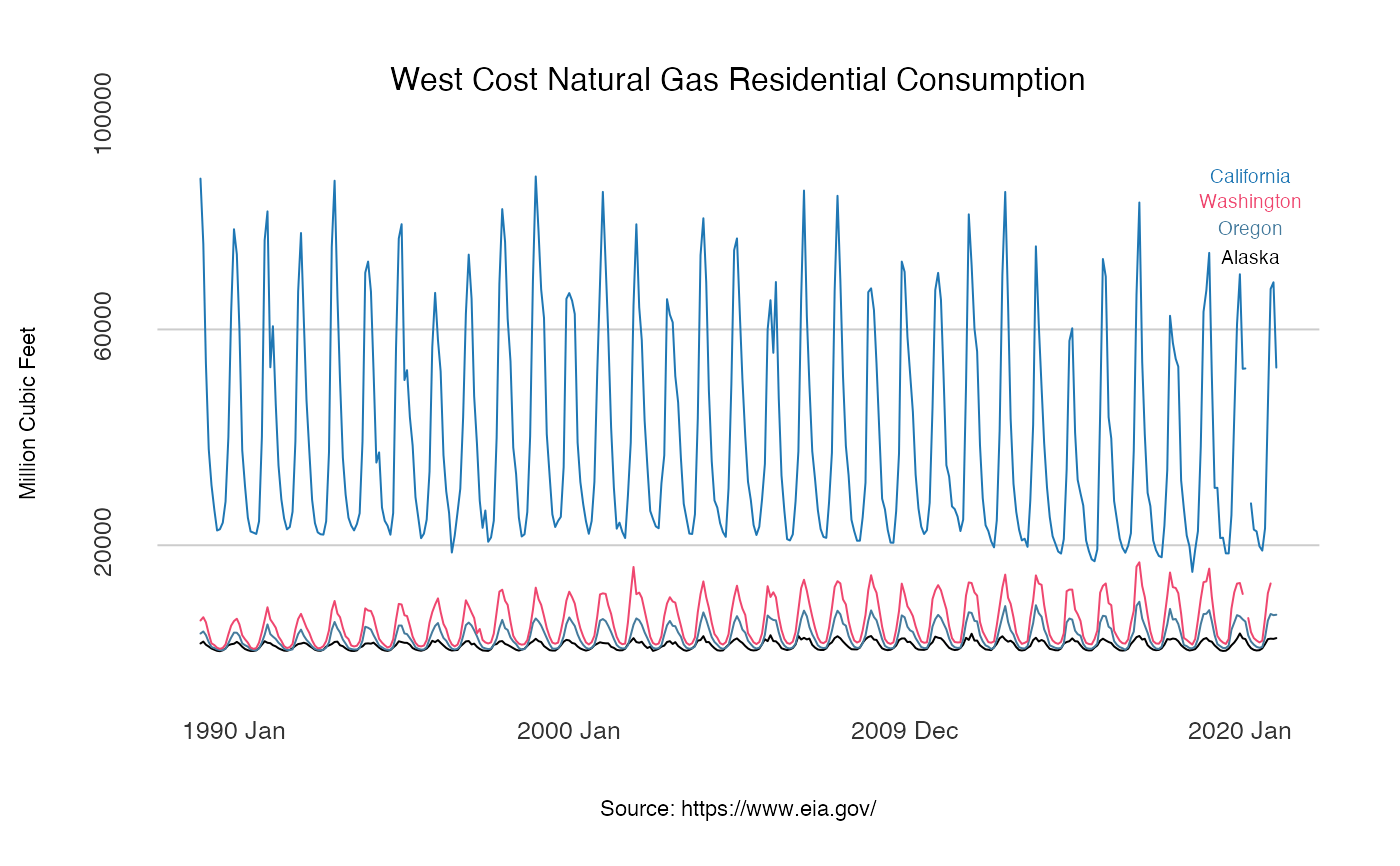 West Cost Natural Gas Residential Consumption
100000
60000
20000
Million Cubic Feet
California
Washington
Oregon
Alaska
1990 Jan
2000 Jan
2009 Dec
2020 Jan
Source: https://www.eia.gov/